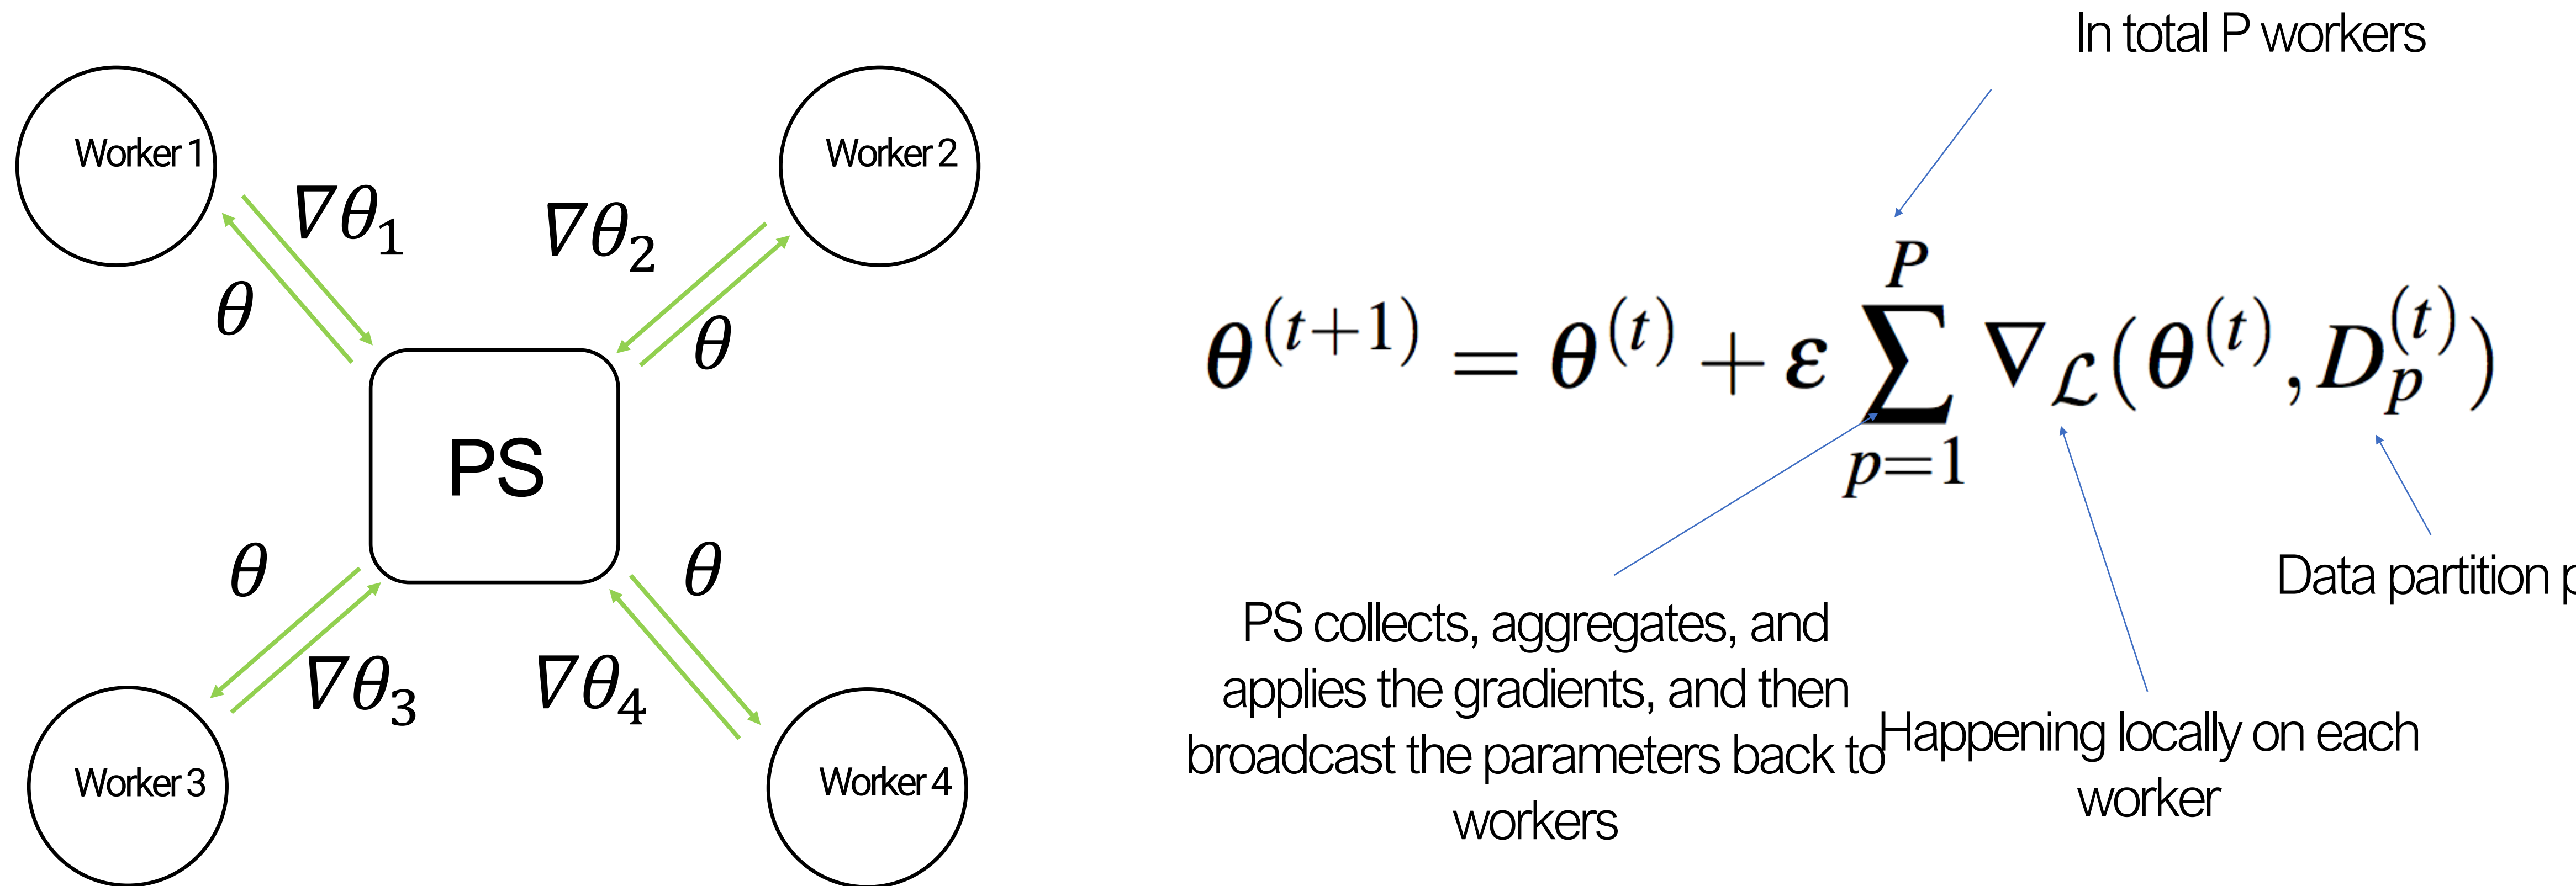 Worker 1
Worker 2
∇θ₁
∇θ₂
θ
θ
PS
θ
θ
∇θ₃
∇θ₄
Worker 3
Worker 4
In total P workers
θ^(t+1) = θ^(t) + ε ∑_{p=1}^{P} ∇_ℒ(θ^(t), D_p^(t))
Data partition p
PS collects, aggregates, and
applies the gradients, and then
broadcast the parameters back to
workers
Happening locally on each
worker